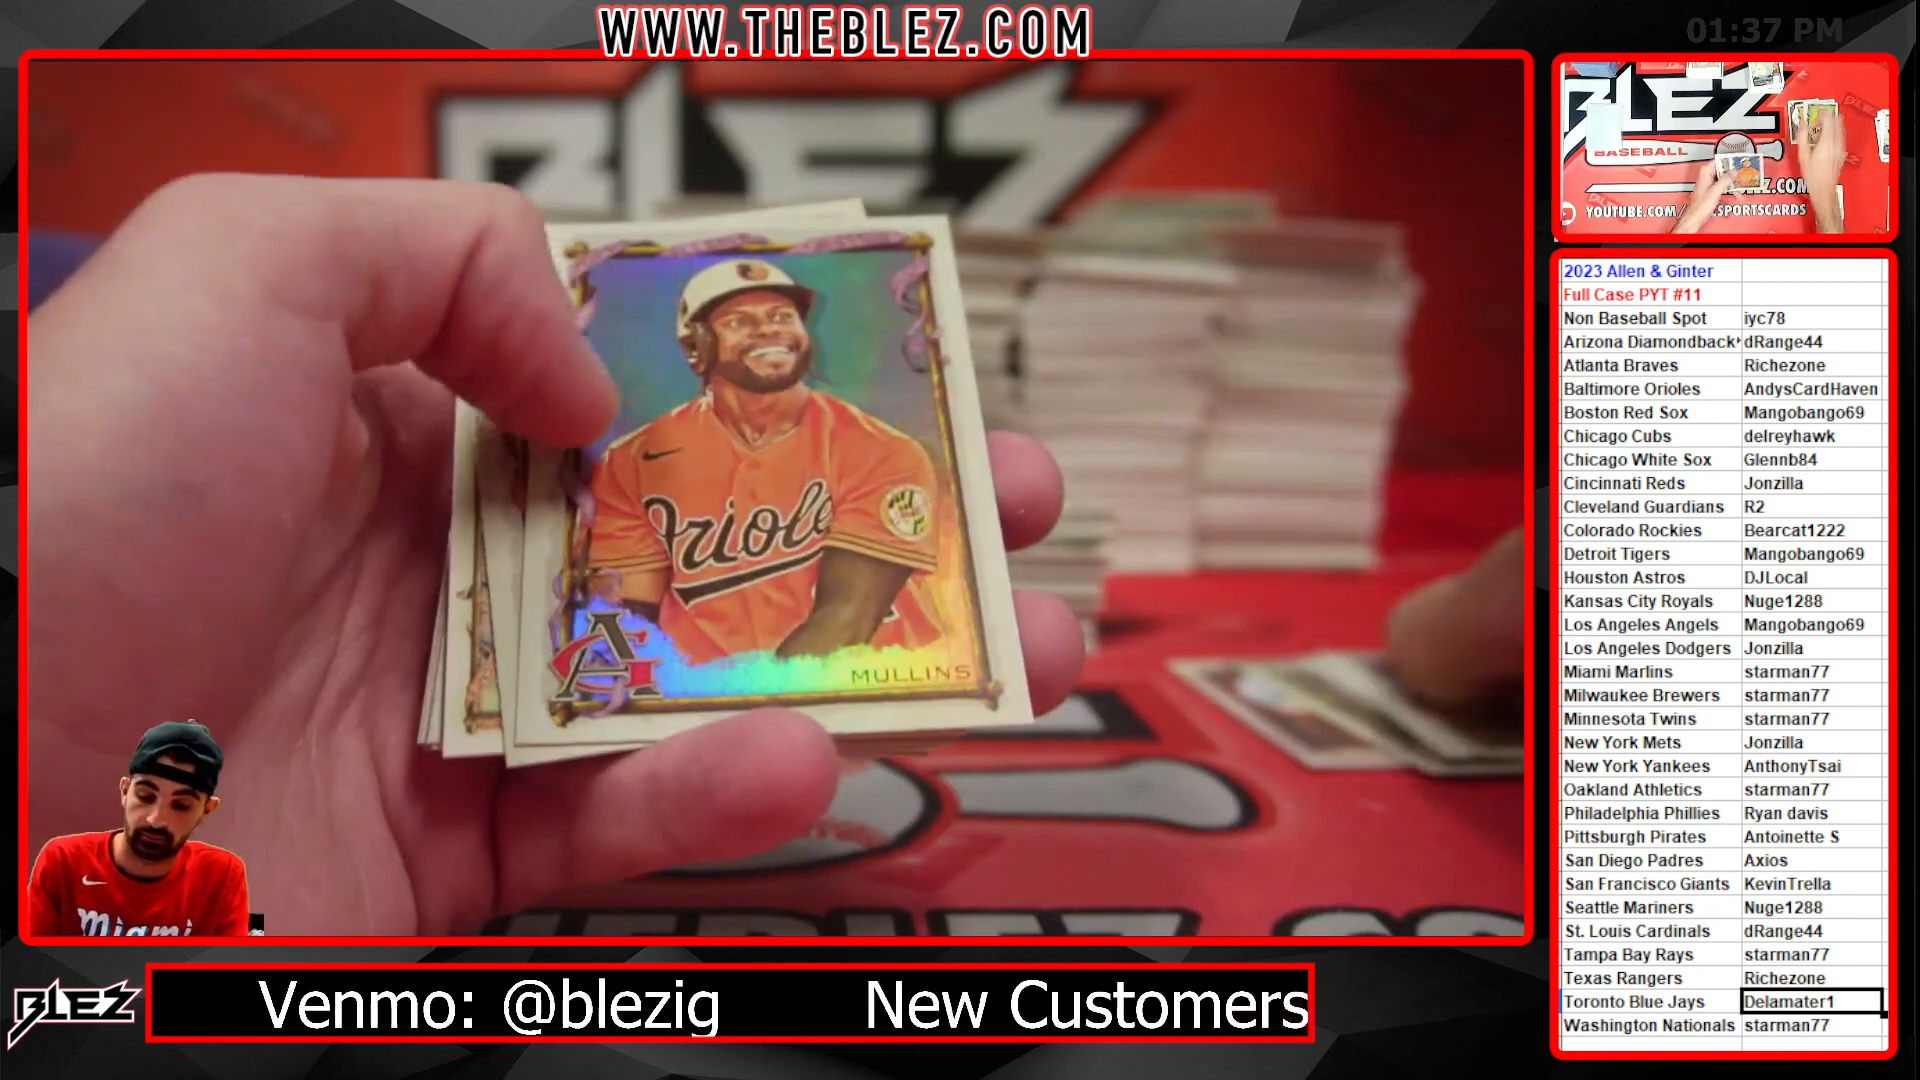 WWW.THEBLEZ.COM
01:37 PM
BLEZ
Oriole
MULLINS
AG
Miami
BLEZ
BASEBALL
YOUTUBE.COM/
SPORTSCARDS
2023 Allen & Ginter
Full Case PYT #11
Non Baseball Spot iyc78
Arizona Diamondback dRange44
Atlanta Braves Richezone
Baltimore Orioles AndysCardHaven
Boston Red Sox Mangobango69
Chicago Cubs delreyhawk
Chicago White Sox Glennb84
Cincinnati Reds Jonzilla
Cleveland Guardians R2
Colorado Rockies Bearcat1222
Detroit Tigers Mangobango69
Houston Astros DJLocal
Kansas City Royals Nuge1288
Los Angeles Angels Mangobango69
Los Angeles Dodgers Jonzilla
Miami Marlins starman77
Milwaukee Brewers starman77
Minnesota Twins starman77
New York Mets Jonzilla
New York Yankees AnthonyTsai
Oakland Athletics starman77
Philadelphia Phillies Ryan davis
Pittsburgh Pirates Antoinette S
San Diego Padres Axios
San Francisco Giants KevinTrella
Seattle Mariners Nuge1288
St. Louis Cardinals dRange44
Tampa Bay Rays starman77
Texas Rangers Richezone
Toronto Blue Jays Delamater1
Washington Nationals starman77
BLEZ
Venmo: @blezig New Customers